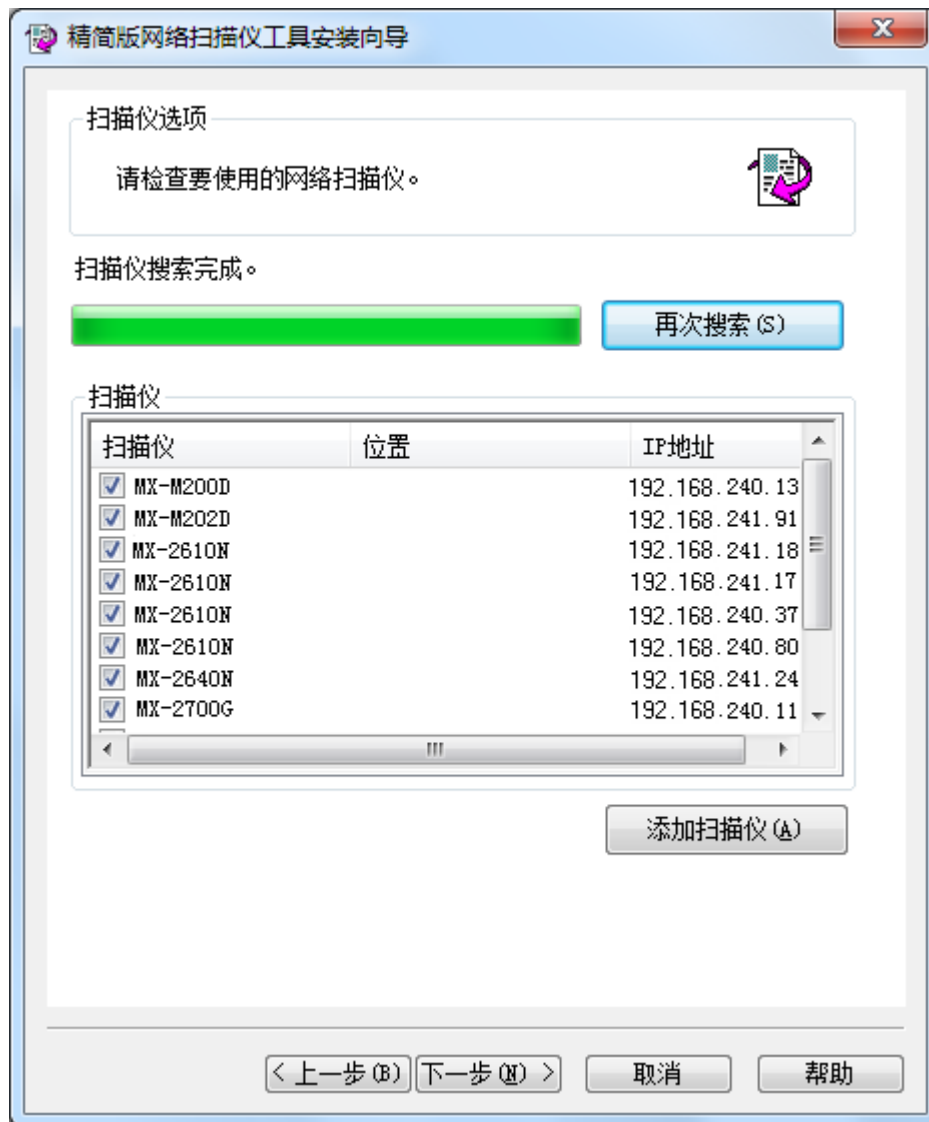 精简版网络扫描仪工具安装向导
扫描仪选项
请检查要使用的网络扫描仪。
扫描仪搜索完成。
再次搜索(S)
扫描仪
扫描仪 位置 IP地址
MX-M200D 192.168.240.13
MX-M202D 192.168.241.91
MX-2610N 192.168.241.18
MX-2610N 192.168.241.17
MX-2610N 192.168.240.37
MX-2610N 192.168.240.80
MX-2640N 192.168.241.24
MX-2700G 192.168.240.11
添加扫描仪(A)
<上一步(B) 下一步(N) > 取消 帮助